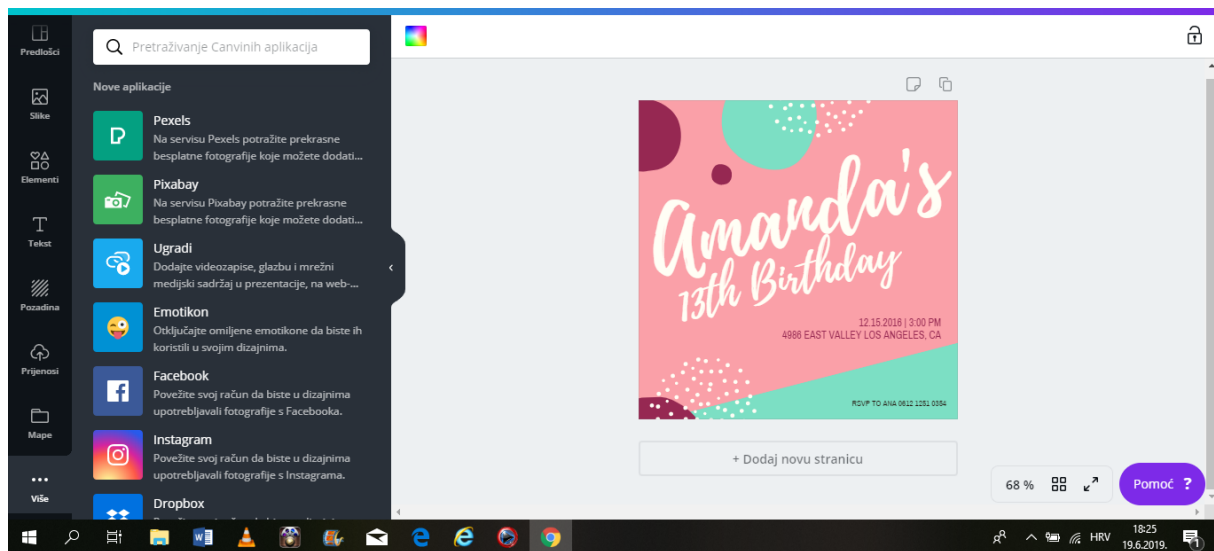 Predlošci
Slike
Elementi
Tekst
Pozadina
Prijenosi
Mape
Više
Pretraživanje Canvinih aplikacija
Nove aplikacije
Pexels
Na servisu Pexels potražite prekrasne
besplatne fotografije koje možete dodati...
Pixabay
Na servisu Pixabay potražite prekrasne
besplatne fotografije koje možete dodati...
Ugradi
Dodajte videozapise, glazbu i mrežni
medijski sadržaj u prezentacije, na web-...
Emotikon
Otključajte omiljene emotikone da biste ih
koristili u svojim dizajnima.
Facebook
Povežite svoj račun da biste u dizajnima
upotrebljavali fotografije s Facebooka.
Instagram
Povežite svoj račun da biste u dizajnima
upotrebljavali fotografije s Instagrama.
Dropbox
Amanda's
13th Birthday
12.15.2016 | 3:00 PM
4986 EAST VALLEY LOS ANGELES, CA
RSVP TO ANA 0612 1251 0354
+ Dodaj novu stranicu
68 %
Pomoć ?
HRV
18:25
19.6.2019.